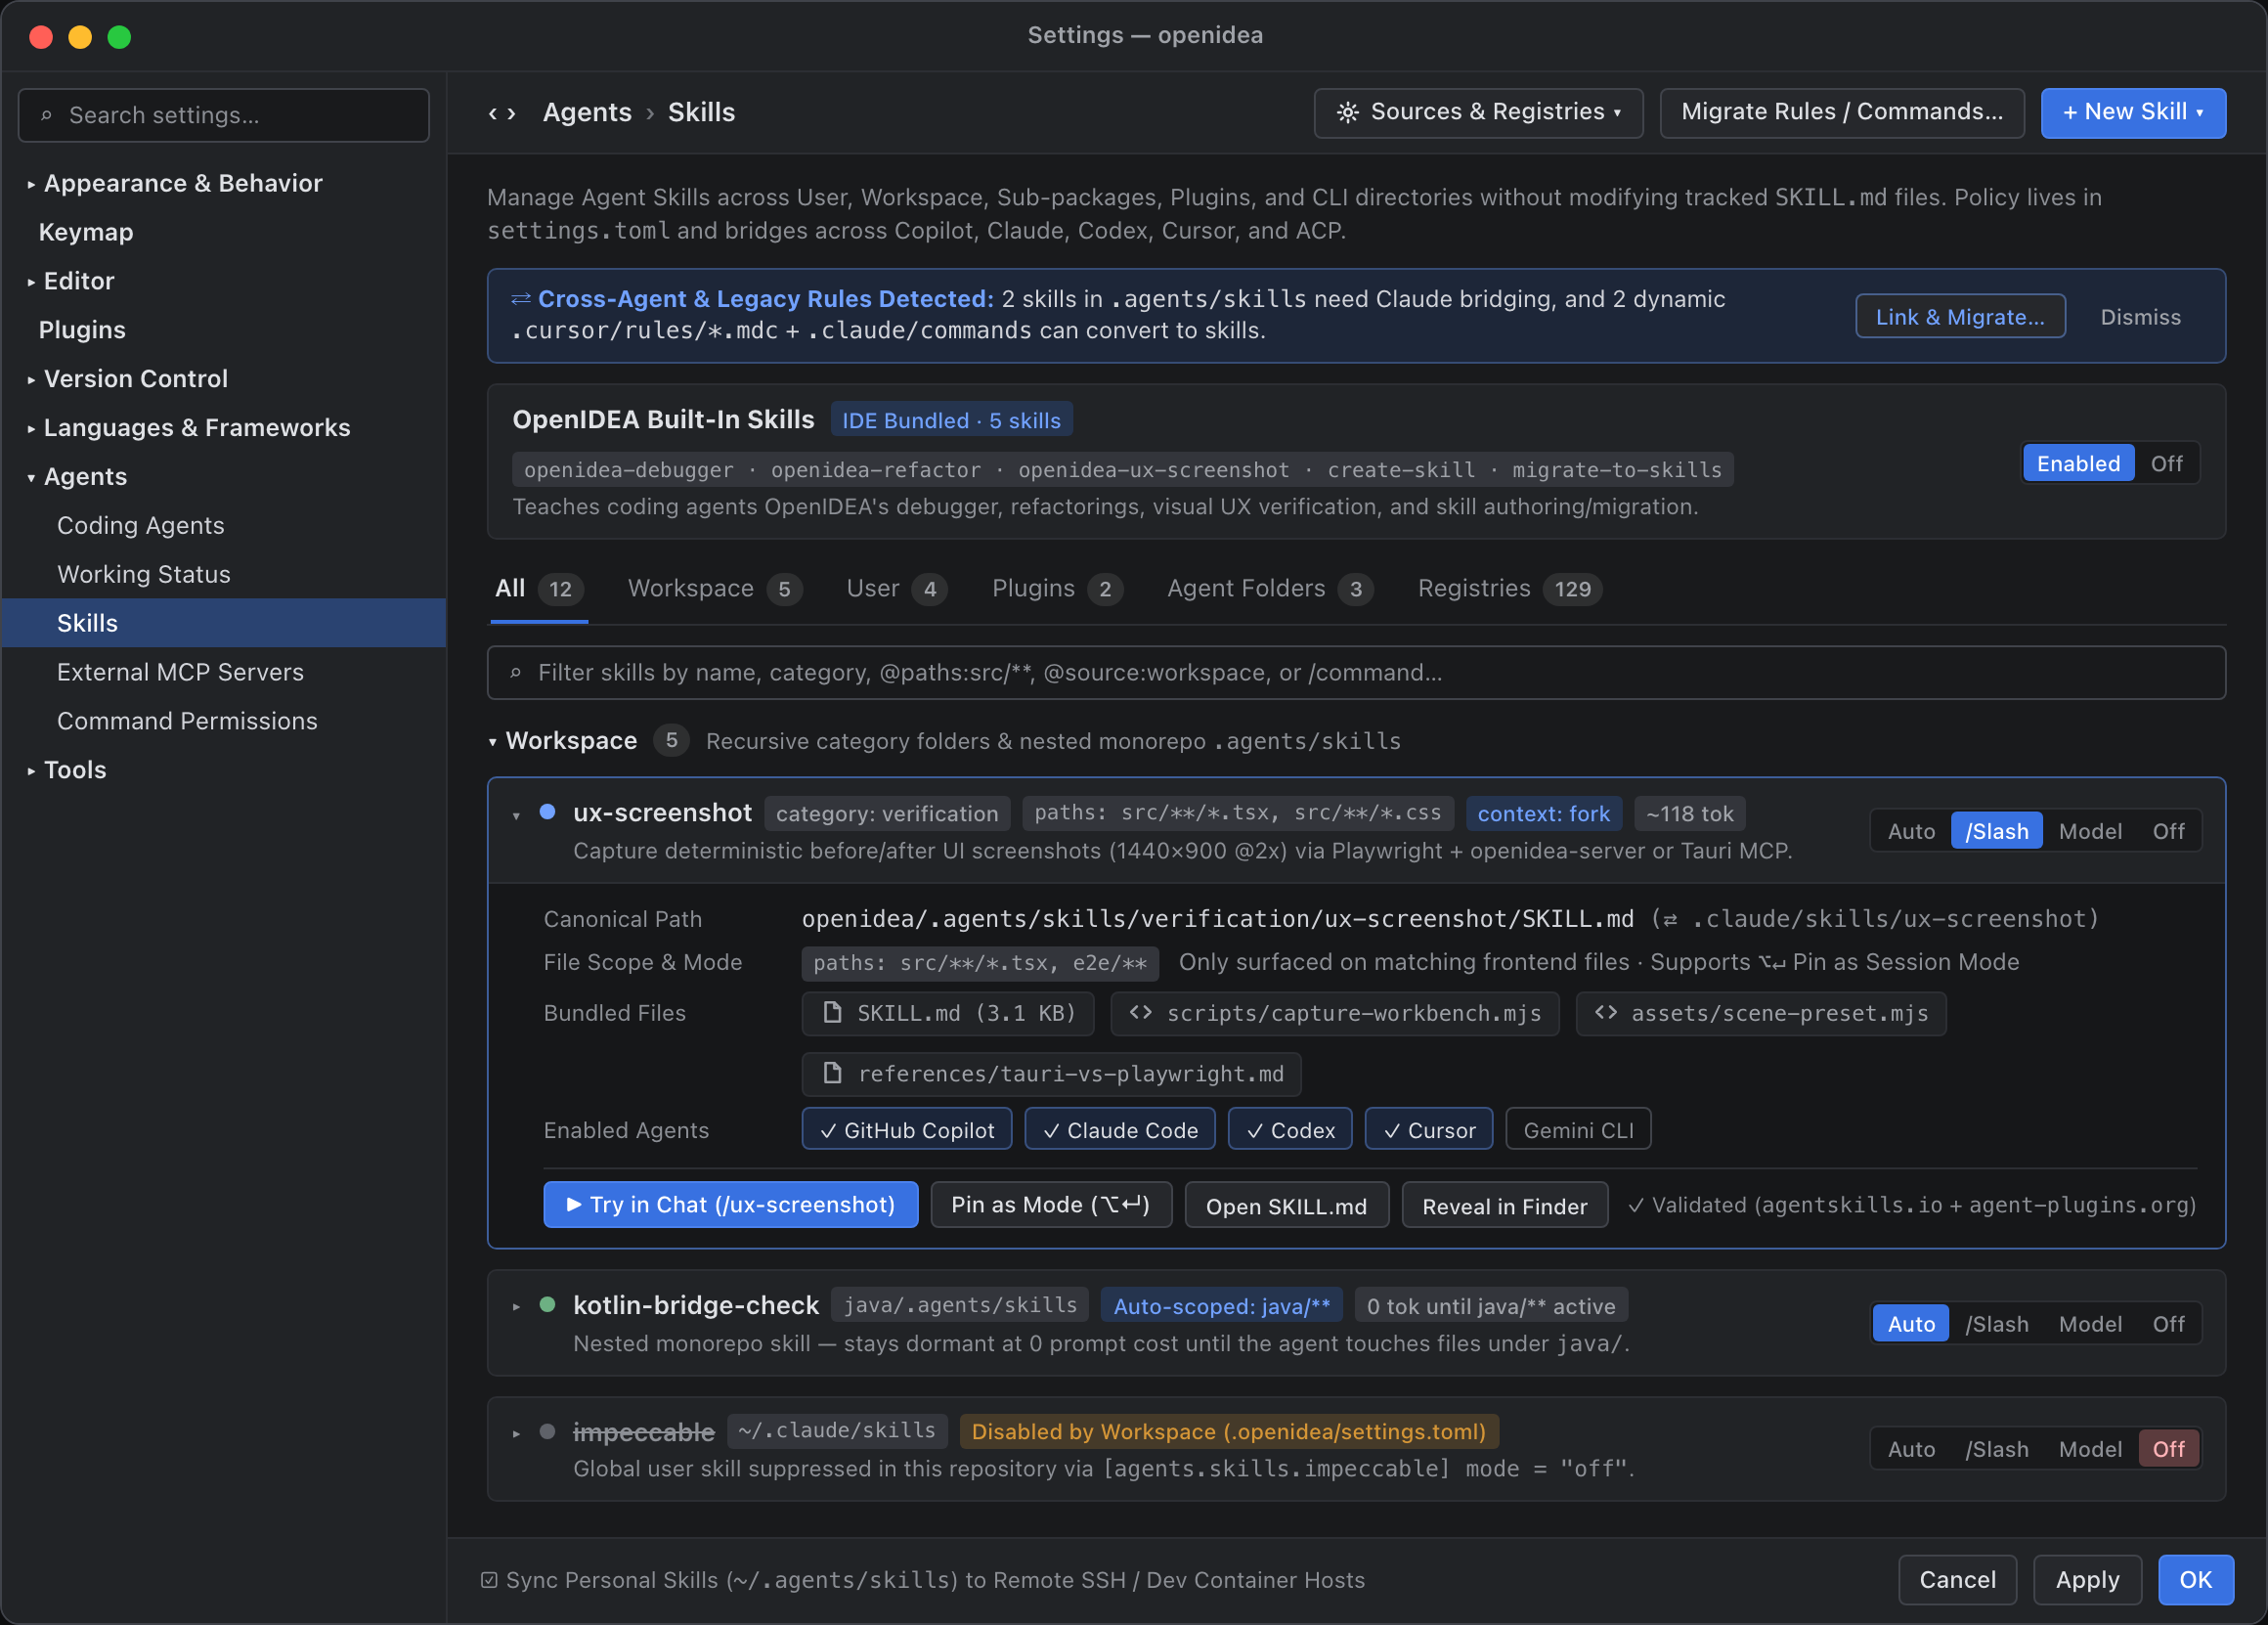 Settings — openidea
Search settings...
Appearance & Behavior
Keymap
Editor
Plugins
Version Control
Languages & Frameworks
Agents
Coding Agents
Working Status
Skills
External MCP Servers
Command Permissions
Tools
Agents › Skills
Sources & Registries
Migrate Rules / Commands...
+ New Skill
Manage Agent Skills across User, Workspace, Sub-packages, Plugins, and CLI directories without modifying tracked SKILL.md files. Policy lives in
settings.toml and bridges across Copilot, Claude, Codex, Cursor, and ACP.
⇄ Cross-Agent & Legacy Rules Detected: 2 skills in .agents/skills need Claude bridging, and 2 dynamic
.cursor/rules/*.mdc + .claude/commands can convert to skills.
Link & Migrate...
Dismiss
OpenIDEA Built-In Skills IDE Bundled · 5 skills
openidea-debugger · openidea-refactor · openidea-ux-screenshot · create-skill · migrate-to-skills
Teaches coding agents OpenIDEA's debugger, refactorings, visual UX verification, and skill authoring/migration.
Enabled Off
All 12 Workspace 5 User 4 Plugins 2 Agent Folders 3 Registries 129
Filter skills by name, category, @paths:src/**, @source:workspace, or /command...
Workspace 5 Recursive category folders & nested monorepo .agents/skills
ux-screenshot category: verification paths: src/**/*.tsx, src/**/*.css context: fork ~118 tok
Capture deterministic before/after UI screenshots (1440×900 @2x) via Playwright + openidea-server or Tauri MCP.
Auto /Slash Model Off
Canonical Path openidea/.agents/skills/verification/ux-screenshot/SKILL.md (⇄ .claude/skills/ux-screenshot)
File Scope & Mode paths: src/**/*.tsx, e2e/** Only surfaced on matching frontend files · Supports ⌥↵ Pin as Session Mode
Bundled Files SKILL.md (3.1 KB) <> scripts/capture-workbench.mjs <> assets/scene-preset.mjs
references/tauri-vs-playwright.md
Enabled Agents ✓ GitHub Copilot ✓ Claude Code ✓ Codex ✓ Cursor Gemini CLI
▶ Try in Chat (/ux-screenshot) Pin as Mode (⌥↵) Open SKILL.md Reveal in Finder ✓ Validated (agentskills.io + agent-plugins.org)
kotlin-bridge-check java/.agents/skills Auto-scoped: java/** 0 tok until java/** active
Nested monorepo skill — stays dormant at 0 prompt cost until the agent touches files under java/.
Auto /Slash Model Off
impeccable ~/.claude/skills Disabled by Workspace (.openidea/settings.toml)
Global user skill suppressed in this repository via [agents.skills.impeccable] mode = "off".
Auto /Slash Model Off
Sync Personal Skills (~/.agents/skills) to Remote SSH / Dev Container Hosts
Cancel
Apply
OK